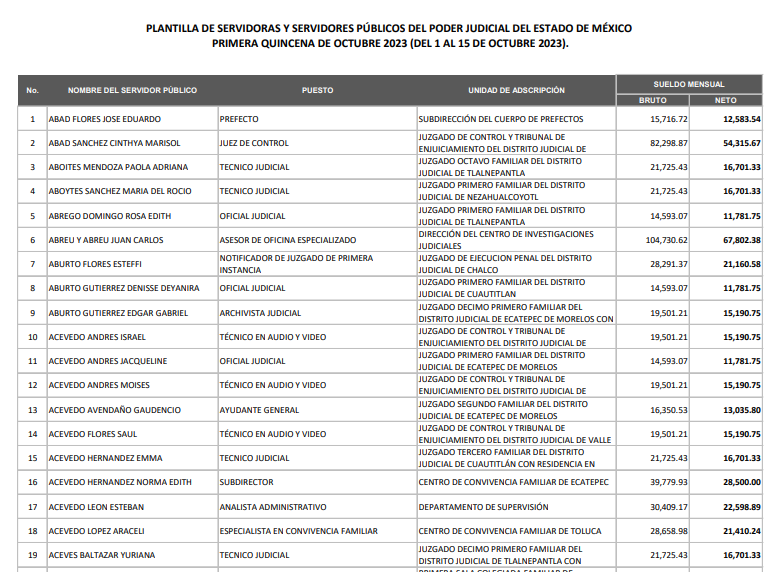 PLANTILLA DE SERVIDORAS Y SERVIDORES PÚBLICOS DEL PODER JUDICIAL DEL ESTADO DE MÉXICO
PRIMERA QUINCENA DE OCTUBRE 2023 (DEL 1 AL 15 DE OCTUBRE 2023).
No. NOMBRE DEL SERVIDOR PÚBLICO PUESTO UNIDAD DE ADSCRIPCIÓN SUELDO MENSUAL
BRUTO NETO
1 ABAD FLORES JOSE EDUARDO PREFECTO SUBDIRECCIÓN DEL CUERPO DE PREFECTOS 15,716.72 12,583.54
2 ABAD SANCHEZ CINTHYA MARISOL JUEZ DE CONTROL JUZGADO DE CONTROL Y TRIBUNAL DE
ENJUICIAMIENTO DEL DISTRITO JUDICIAL DE 82,298.87 54,315.67
3 ABOITES MENDOZA PAOLA ADRIANA TECNICO JUDICIAL JUZGADO OCTAVO FAMILIAR DEL DISTRITO
JUDICIAL DE TLALNEPANTLA 21,725.43 16,701.33
4 ABOYTES SANCHEZ MARIA DEL ROCIO TECNICO JUDICIAL JUZGADO PRIMERO FAMILIAR DEL DISTRITO
JUDICIAL DE NEZAHUALCOYOTL 21,725.43 16,701.33
5 ABREGO DOMINGO ROSA EDITH OFICIAL JUDICIAL JUZGADO PRIMERO FAMILIAR DEL DISTRITO
JUDICIAL DE TLALNEPANTLA 14,593.07 11,781.75
6 ABREU Y ABREU JUAN CARLOS ASESOR DE OFICINA ESPECIALIZADO DIRECCIÓN DEL CENTRO DE INVESTIGACIONES
JUDICIALES 104,730.62 67,802.38
7 ABURTO FLORES ESTEFFI NOTIFICADOR DE JUZGADO DE PRIMERA
INSTANCIA JUZGADO DE EJECUCION PENAL DEL DISTRITO
JUDICIAL DE CHALCO 28,291.37 21,160.58
8 ABURTO GUTIERREZ DENISSE DEYANIRA OFICIAL JUDICIAL JUZGADO PRIMERO FAMILIAR DEL DISTRITO
JUDICIAL DE CUAUTITLAN 14,593.07 11,781.75
9 ABURTO GUTIERREZ EDGAR GABRIEL ARCHIVISTA JUDICIAL JUZGADO DECIMO PRIMERO FAMILIAR DEL
DISTRITO JUDICIAL DE ECATEPEC DE MORELOS CON 19,501.21 15,190.75
10 ACEVEDO ANDRES ISRAEL TÉCNICO EN AUDIO Y VIDEO JUZGADO DE CONTROL Y TRIBUNAL DE
ENJUICIAMIENTO DEL DISTRITO JUDICIAL DE 19,501.21 15,190.75
11 ACEVEDO ANDRES JACQUELINE OFICIAL JUDICIAL JUZGADO PRIMERO FAMILIAR DEL DISTRITO
JUDICIAL DE ECATEPEC DE MORELOS 14,593.07 11,781.75
12 ACEVEDO ANDRES MOISES TÉCNICO EN AUDIO Y VIDEO JUZGADO DE CONTROL Y TRIBUNAL DE
ENJUICIAMIENTO DEL DISTRITO JUDICIAL DE 19,501.21 15,190.75
13 ACEVEDO AVENDAÑO GAUDENCIO AYUDANTE GENERAL JUZGADO SEGUNDO FAMILIAR DEL DISTRITO
JUDICIAL DE ECATEPEC DE MORELOS 16,350.53 13,035.80
14 ACEVEDO FLORES SAUL TÉCNICO EN AUDIO Y VIDEO JUZGADO DE CONTROL Y TRIBUNAL DE
ENJUICIAMIENTO DEL DISTRITO JUDICIAL DE VALLE 19,501.21 15,190.75
15 ACEVEDO HERNANDEZ EMMA TECNICO JUDICIAL JUZGADO TERCERO FAMILIAR DEL DISTRITO
JUDICIAL DE CUAUTITLÁN CON RESIDENCIA EN 21,725.43 16,701.33
16 ACEVEDO HERNANDEZ NORMA EDITH SUBDIRECTOR CENTRO DE CONVIVENCIA FAMILIAR DE ECATEPEC 39,779.93 28,500.00
17 ACEVEDO LEON ESTEBAN ANALISTA ADMINISTRATIVO DEPARTAMENTO DE SUPERVISIÓN 30,409.17 22,598.89
18 ACEVEDO LOPEZ ARACELI ESPECIALISTA EN CONVIVENCIA FAMILIAR CENTRO DE CONVIVENCIA FAMILIAR DE TOLUCA 28,658.98 21,410.24
19 ACEVES BALTAZAR YURIANA TECNICO JUDICIAL JUZGADO DECIMO PRIMERO FAMILIAR DEL
DISTRITO JUDICIAL DE TLALNEPANTLA CON 21,725.43 16,701.33